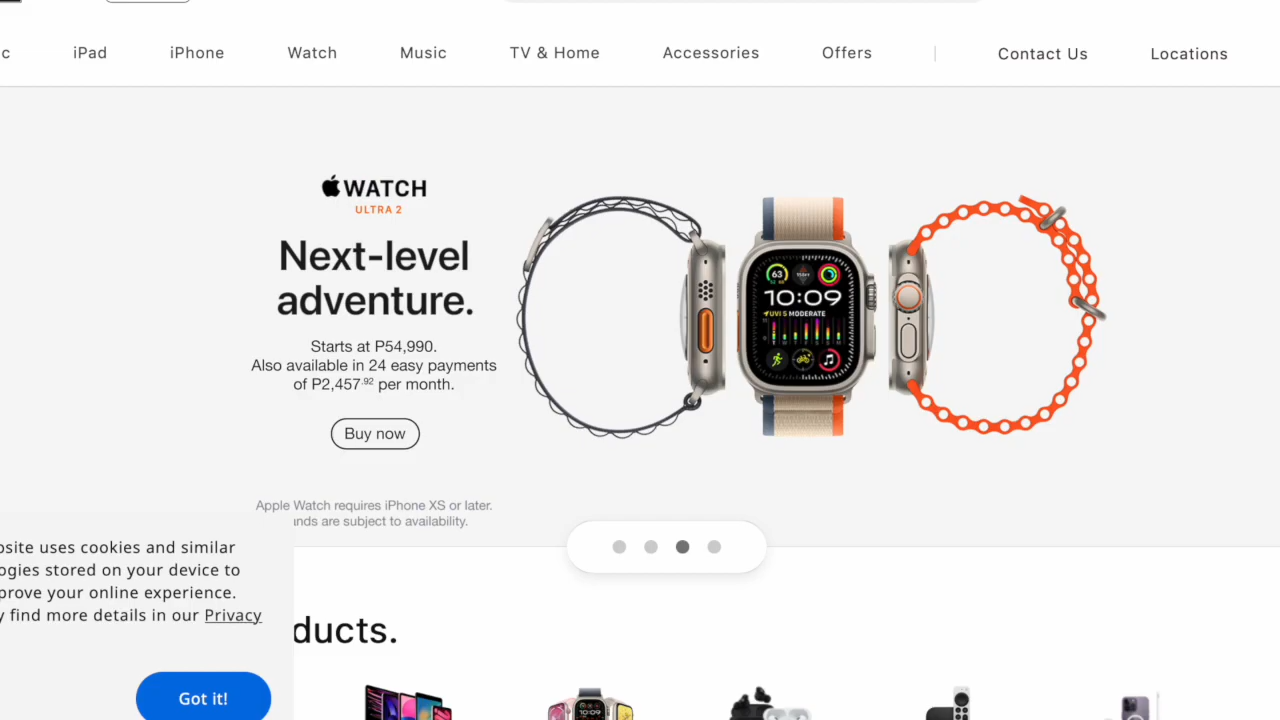 c iPad iPhone Watch Music TV & Home Accessories Offers | Contact Us Locations
WATCH
ULTRA 2
Next-level
adventure.
Starts at P54,990.
Also available in 24 easy payments
of P2,457.92 per month.
Buy now
63
10:09
UVI 5 MODERATE
Apple Watch requires iPhone XS or later.
ands are subject to availability.
osite uses cookies and similar
ogies stored on your device to
prove your online experience.
y find more details in our Privacy
Got it!
ducts.
10:09